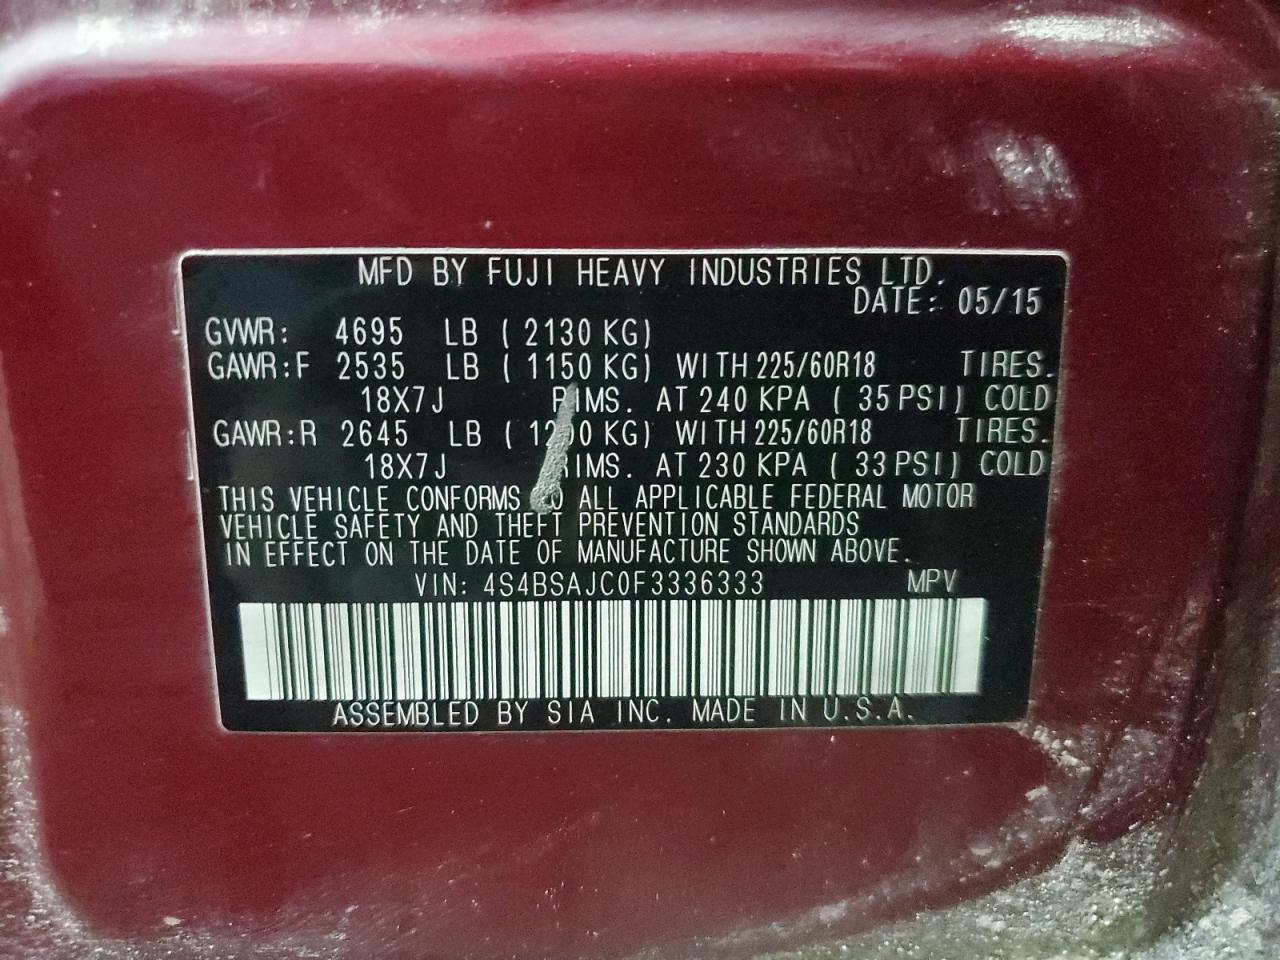 MFD BY FUJI HEAVY INDUSTRIES LTD.
DATE: 05/15
GVWR: 4695 LB ( 2130 KG)
GAWR:F 2535 LB ( 1150 KG) WITH 225/60R18 TIRES.
18X7J RIMS. AT 240 KPA ( 35 PSI) COLD
GAWR:R 2645 LB ( 1200 KG) WITH 225/60R18 TIRES.
18X7J RIMS. AT 230 KPA ( 33 PSI) COLD
THIS VEHICLE CONFORMS TO ALL APPLICABLE FEDERAL MOTOR
VEHICLE SAFETY AND THEFT PREVENTION STANDARDS
IN EFFECT ON THE DATE OF MANUFACTURE SHOWN ABOVE.
VIN: 4S4BSAJC0F3336333 MPV
ASSEMBLED BY SIA INC. MADE IN U.S.A.